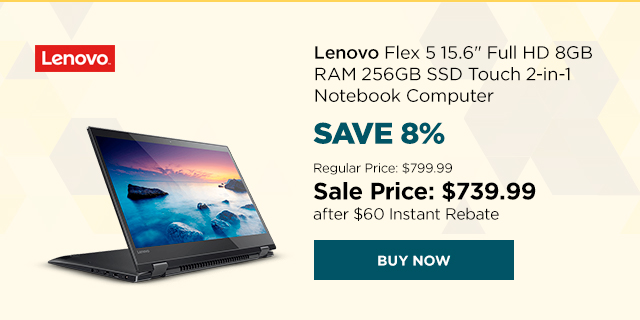 Lenovo
Lenovo Flex 5 15.6" Full HD 8GB
RAM 256GB SSD Touch 2-in-1
Notebook Computer
SAVE 8%
Regular Price: $799.99
Sale Price: $739.99
after $60 Instant Rebate
BUY NOW
Lenovo